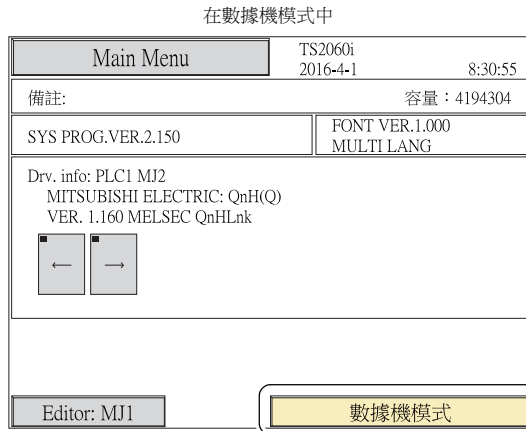 在數據機模式中
Main Menu
TS2060i
2016-4-1 8:30:55
備註: 容量：4194304
SYS PROG.VER.2.150
FONT VER.1.000
MULTI LANG
Drv. info: PLC1 MJ2
MITSUBISHI ELECTRIC: QnH(Q)
VER. 1.160 MELSEC QnHLnk
← →
Editor: MJ1 數據機模式